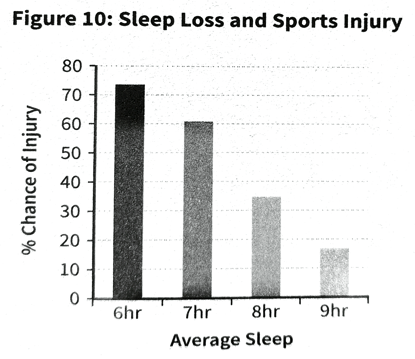 Figure 10: Sleep Loss and Sports Injury
% Chance of Injury
80
70
60
50
40
30
20
10
0
6hr 7hr 8hr 9hr
Average Sleep